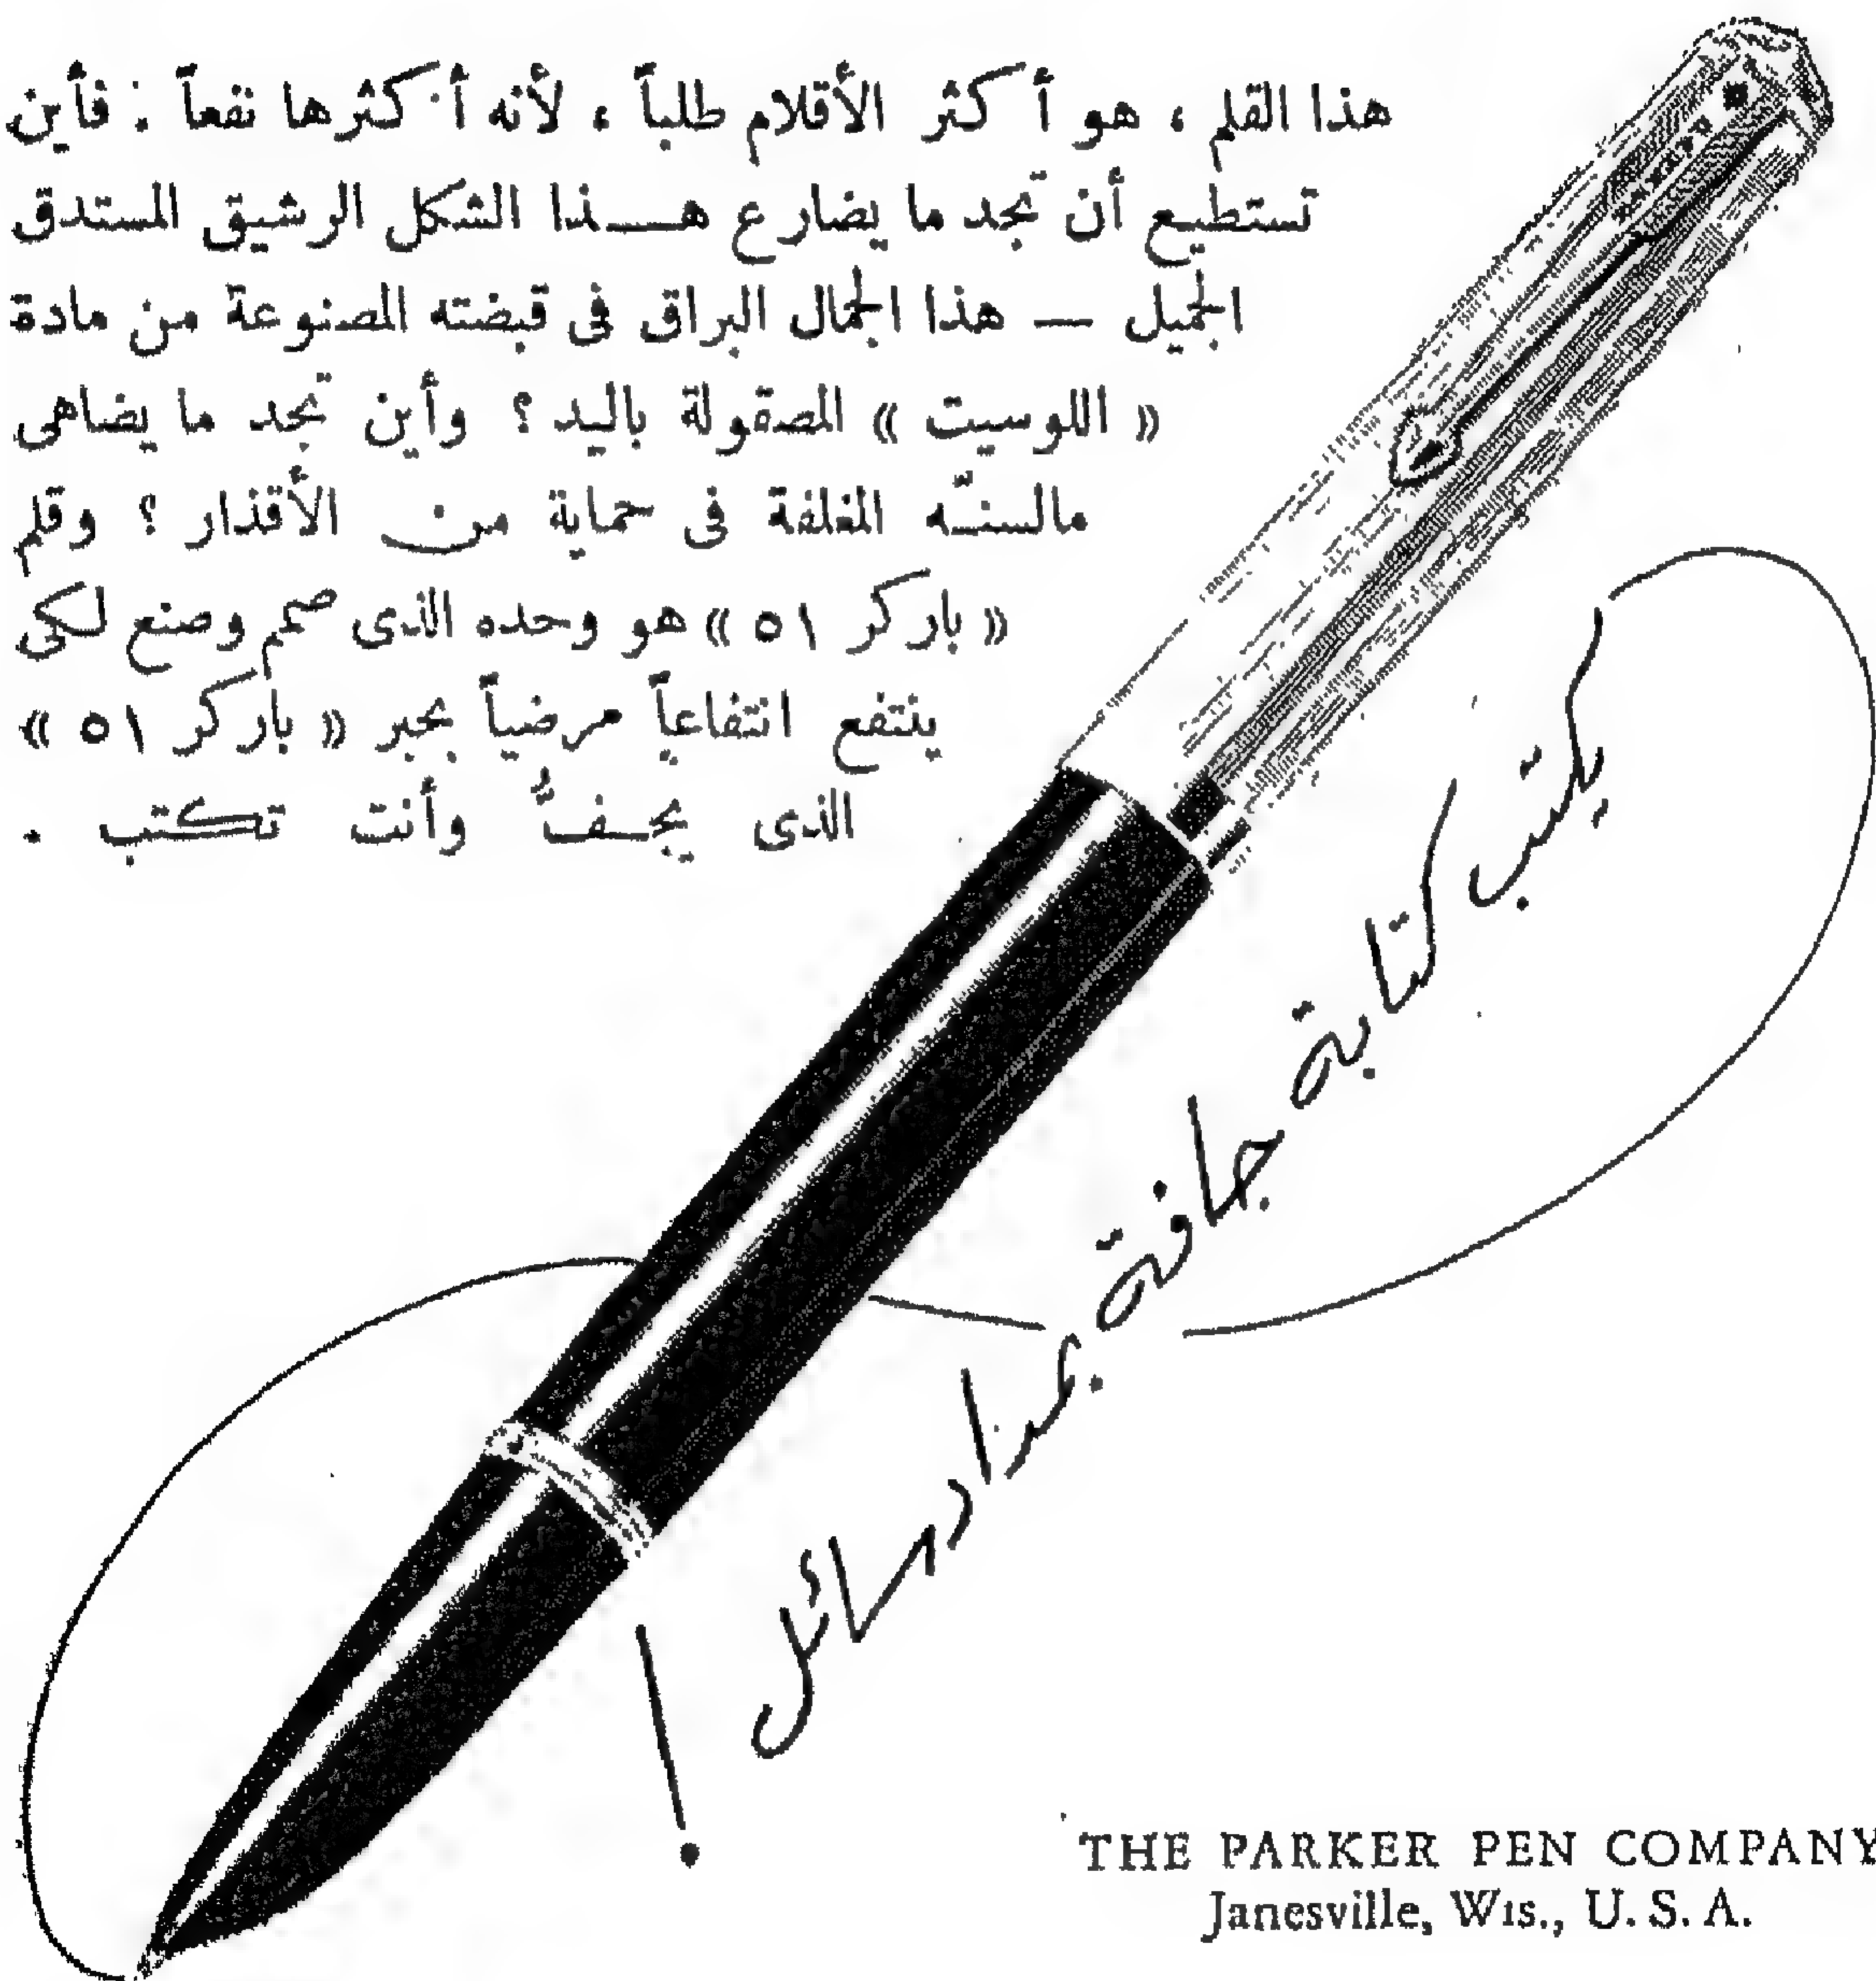 هذا القلم ، هو أكثر الأقلام طلباً ، لأنه أكثرها نفعاً . فأين
تستطيع أن تجد ما يضارع هـــذا الشكل الرشيق المستدق
الجميل — هذا الجمال البراق فى قبضته المصنوعة من مادة
« اللوسيت » المصقولة باليد ؟ وأين تجد ما يضاهى
مالسنـّه المغلفة فى حماية من الأقذار ؟ وقلم
« باركر ٥١ » هو وحده الذى صمم وصنع لكى
ينتفع انتفاعاً مرضياً بحبر « باركر ٥١ »
الذى يجــفُّ وأنت تكتب .
يكتب كتابة جافة بمداد سائل !
THE PARKER PEN COMPANY
Janesville, Wis., U. S. A.